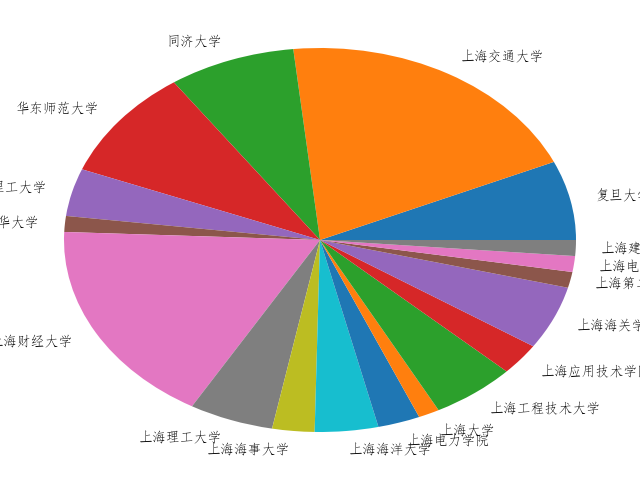 同济大学
上海交通大学
华东师范大学
理工大学
华大学
复旦大学
上海建
上海电
上海第二
上海财经大学
上海海关学
上海应用技术学院
上海工程技术大学
上海大学
上海理工大学
上海电力学院
上海海事大学
上海海洋大学